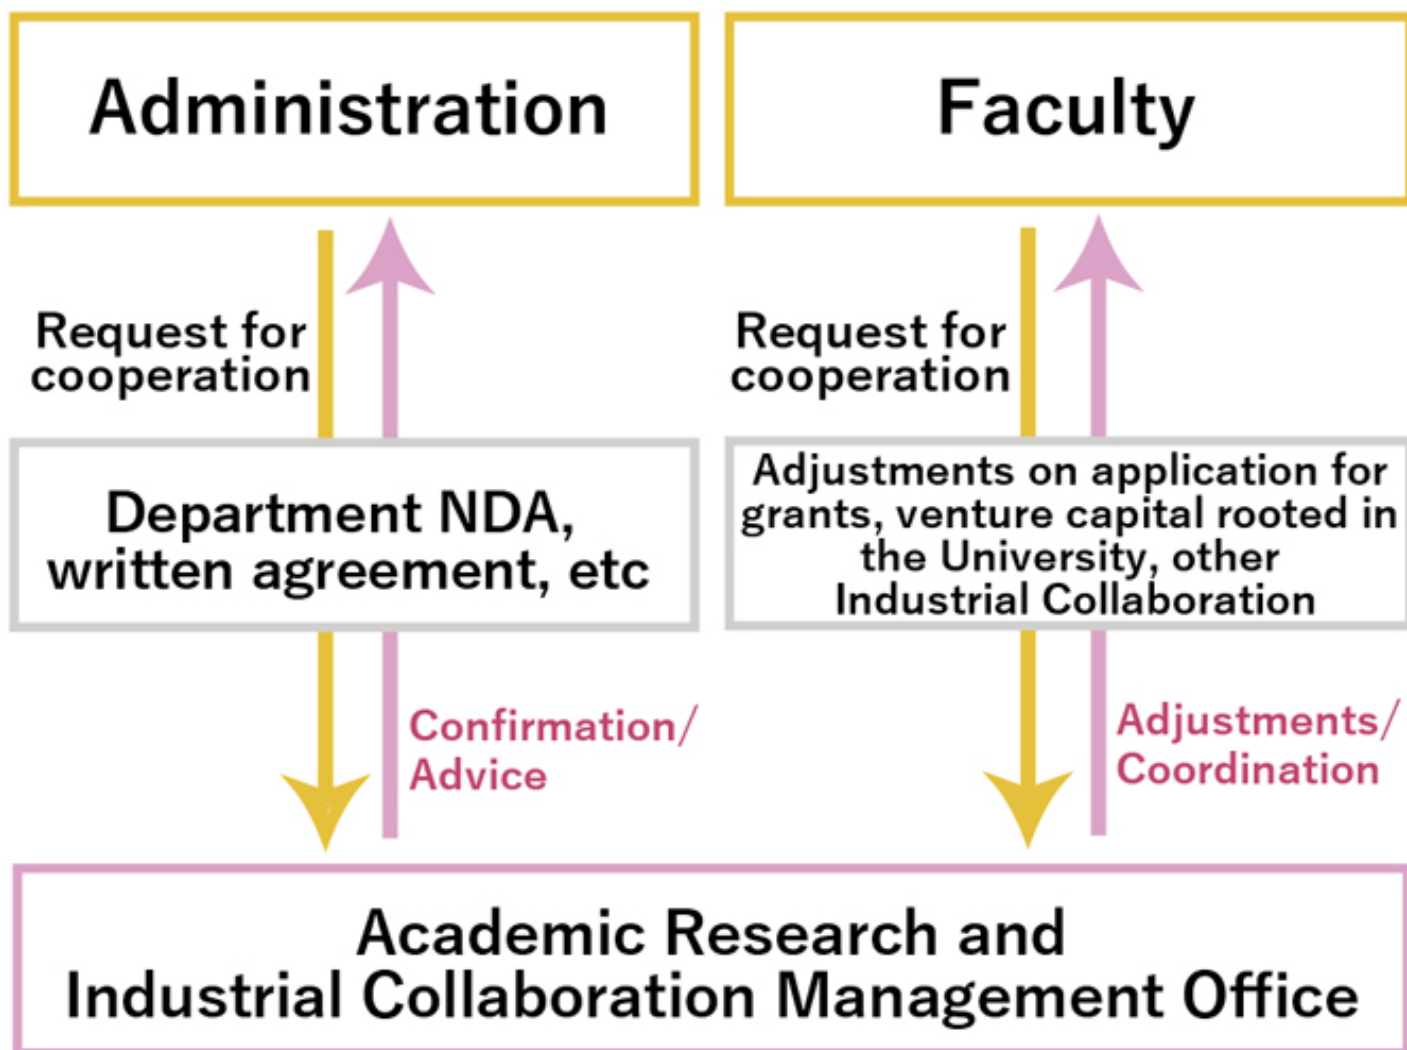 Administration
Faculty
Request for
cooperation
Request for
cooperation
Department NDA,
written agreement, etc
Adjustments on application for
grants, venture capital rooted in
the University, other
Industrial Collaboration
Confirmation/
Advice
Adjustments/
Coordination
Academic Research and
Industrial Collaboration Management Office